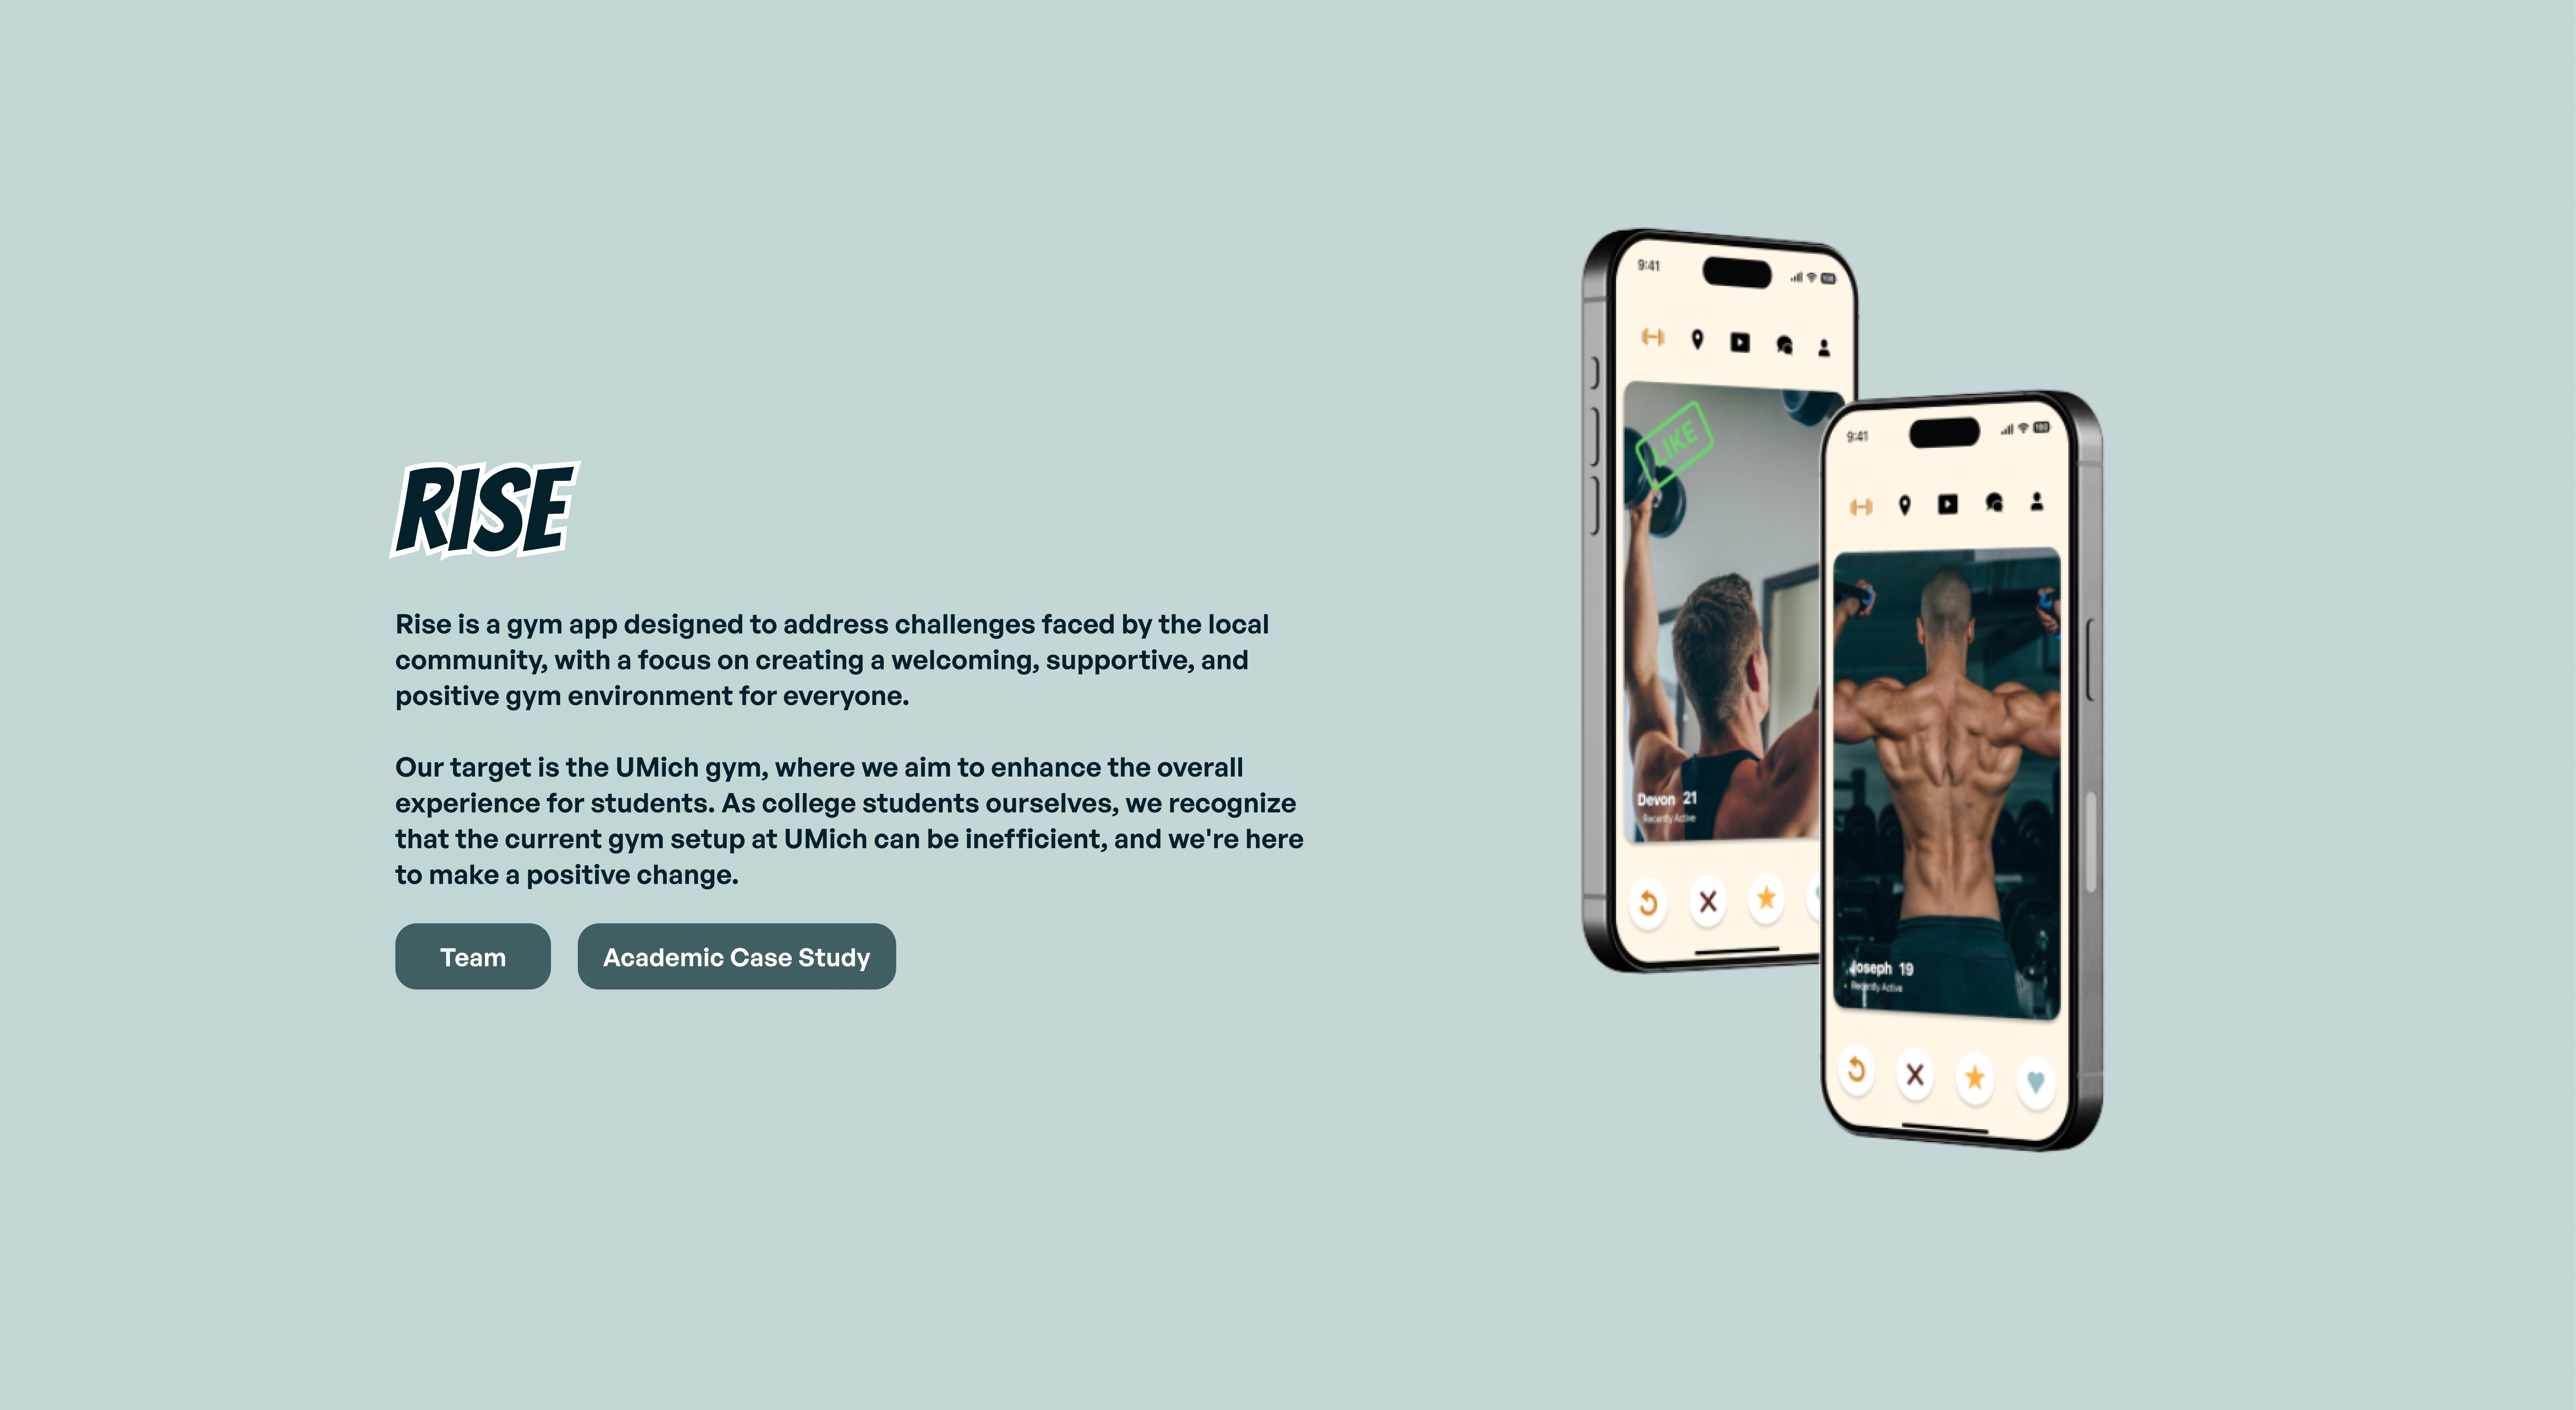 RISE
Rise is a gym app designed to address challenges faced by the local
community, with a focus on creating a welcoming, supportive, and
positive gym environment for everyone.
Our target is the UMich gym, where we aim to enhance the overall
experience for students. As college students ourselves, we recognize
that the current gym setup at UMich can be inefficient, and we're here
to make a positive change.
Team
Academic Case Study
9:41
LIKE
Devon 21
Recently Active
9:41
100
Joseph 19
Recently Active